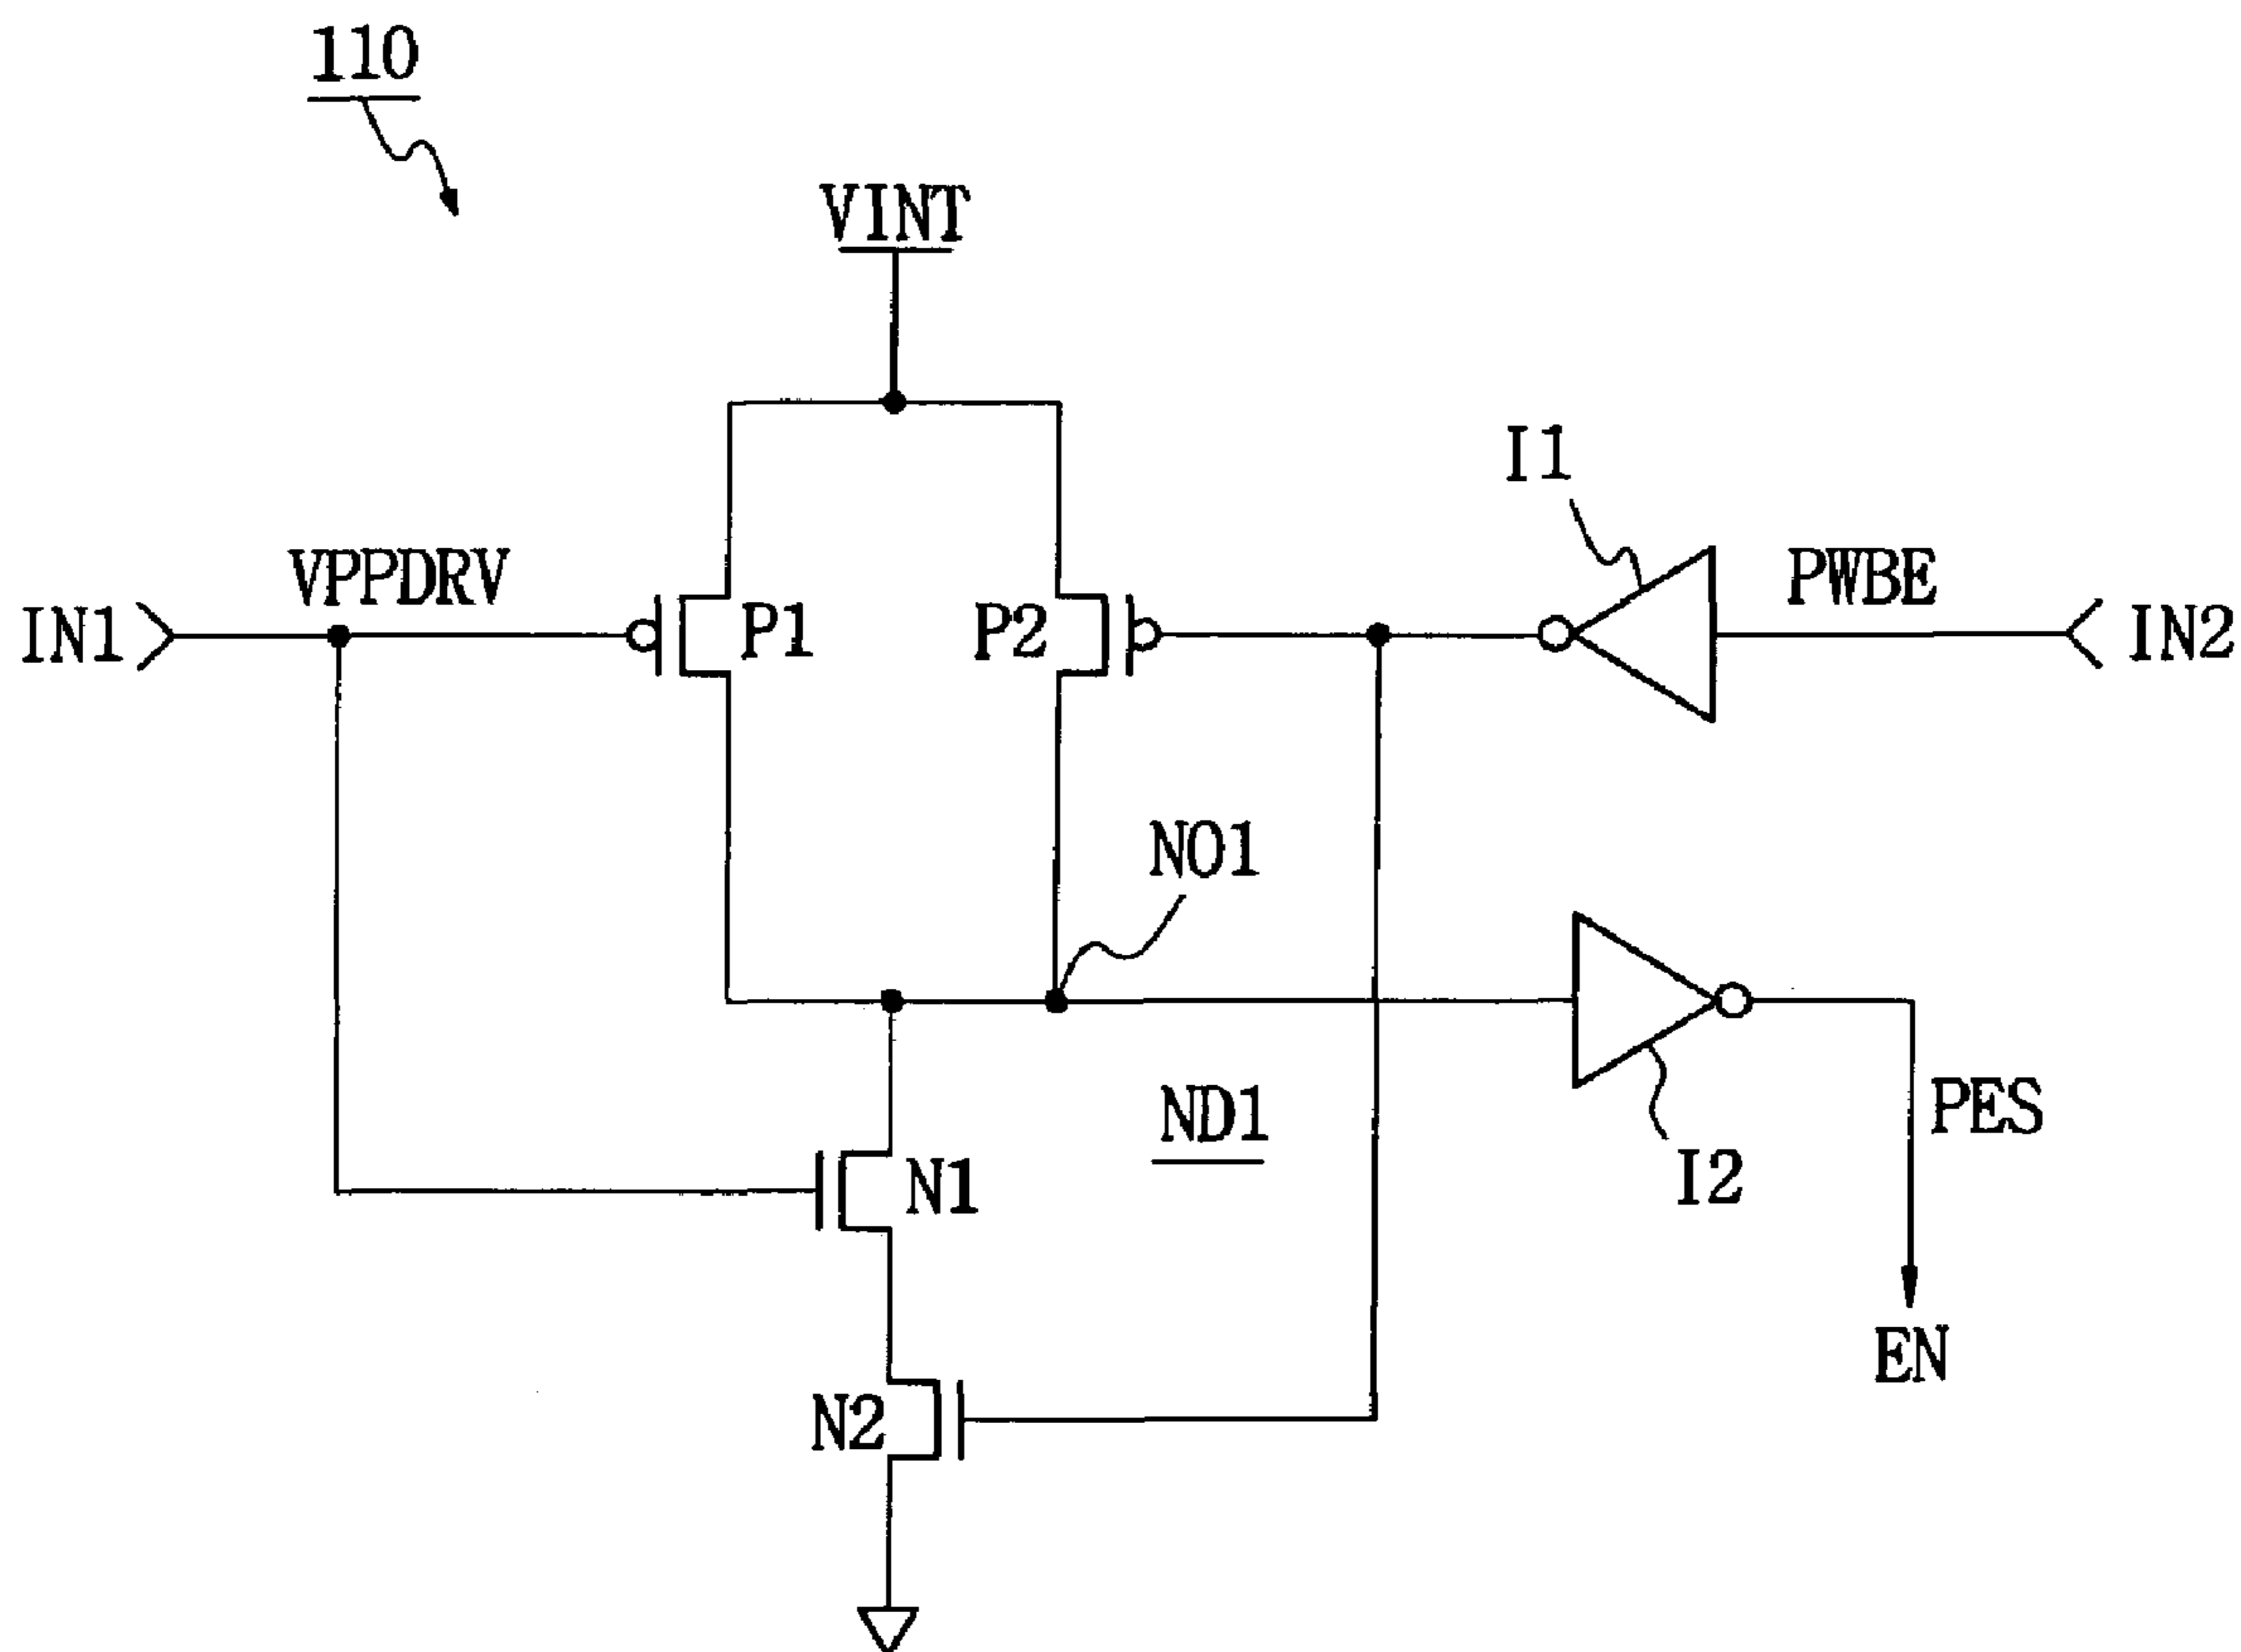 110
VINT
I1
VPPDRV
PWBE
IN1
P1
P2
IN2
NO1
ND1
PES
N1
I2
EN
N2